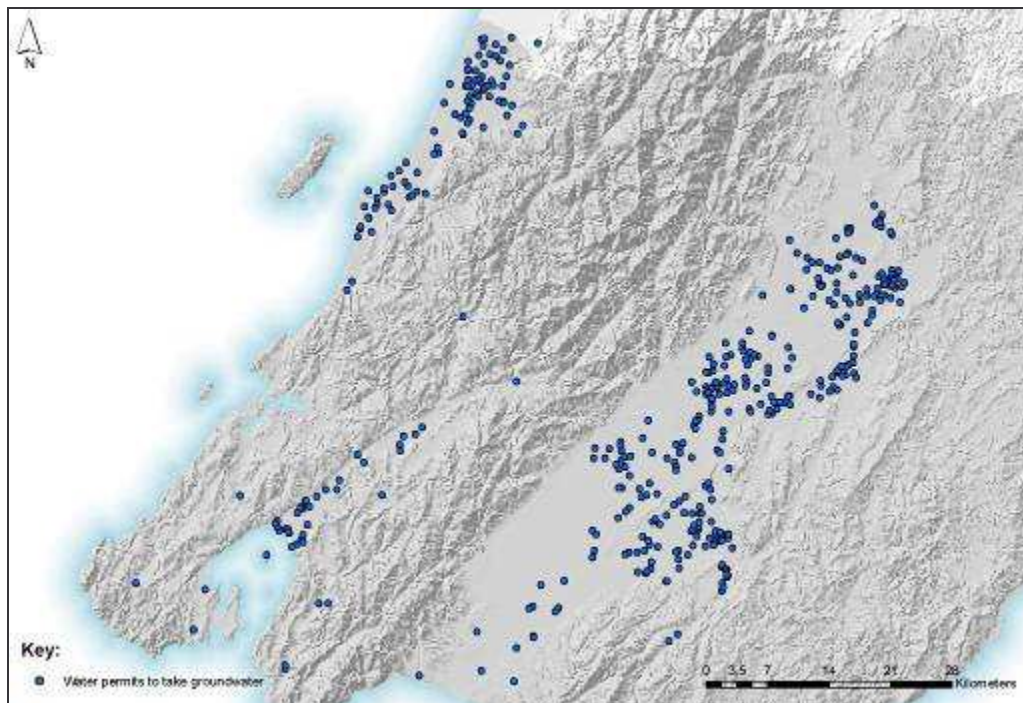 N
Key:
Water permits to take groundwater
0 3.5 7 14 21 28
Kilometers